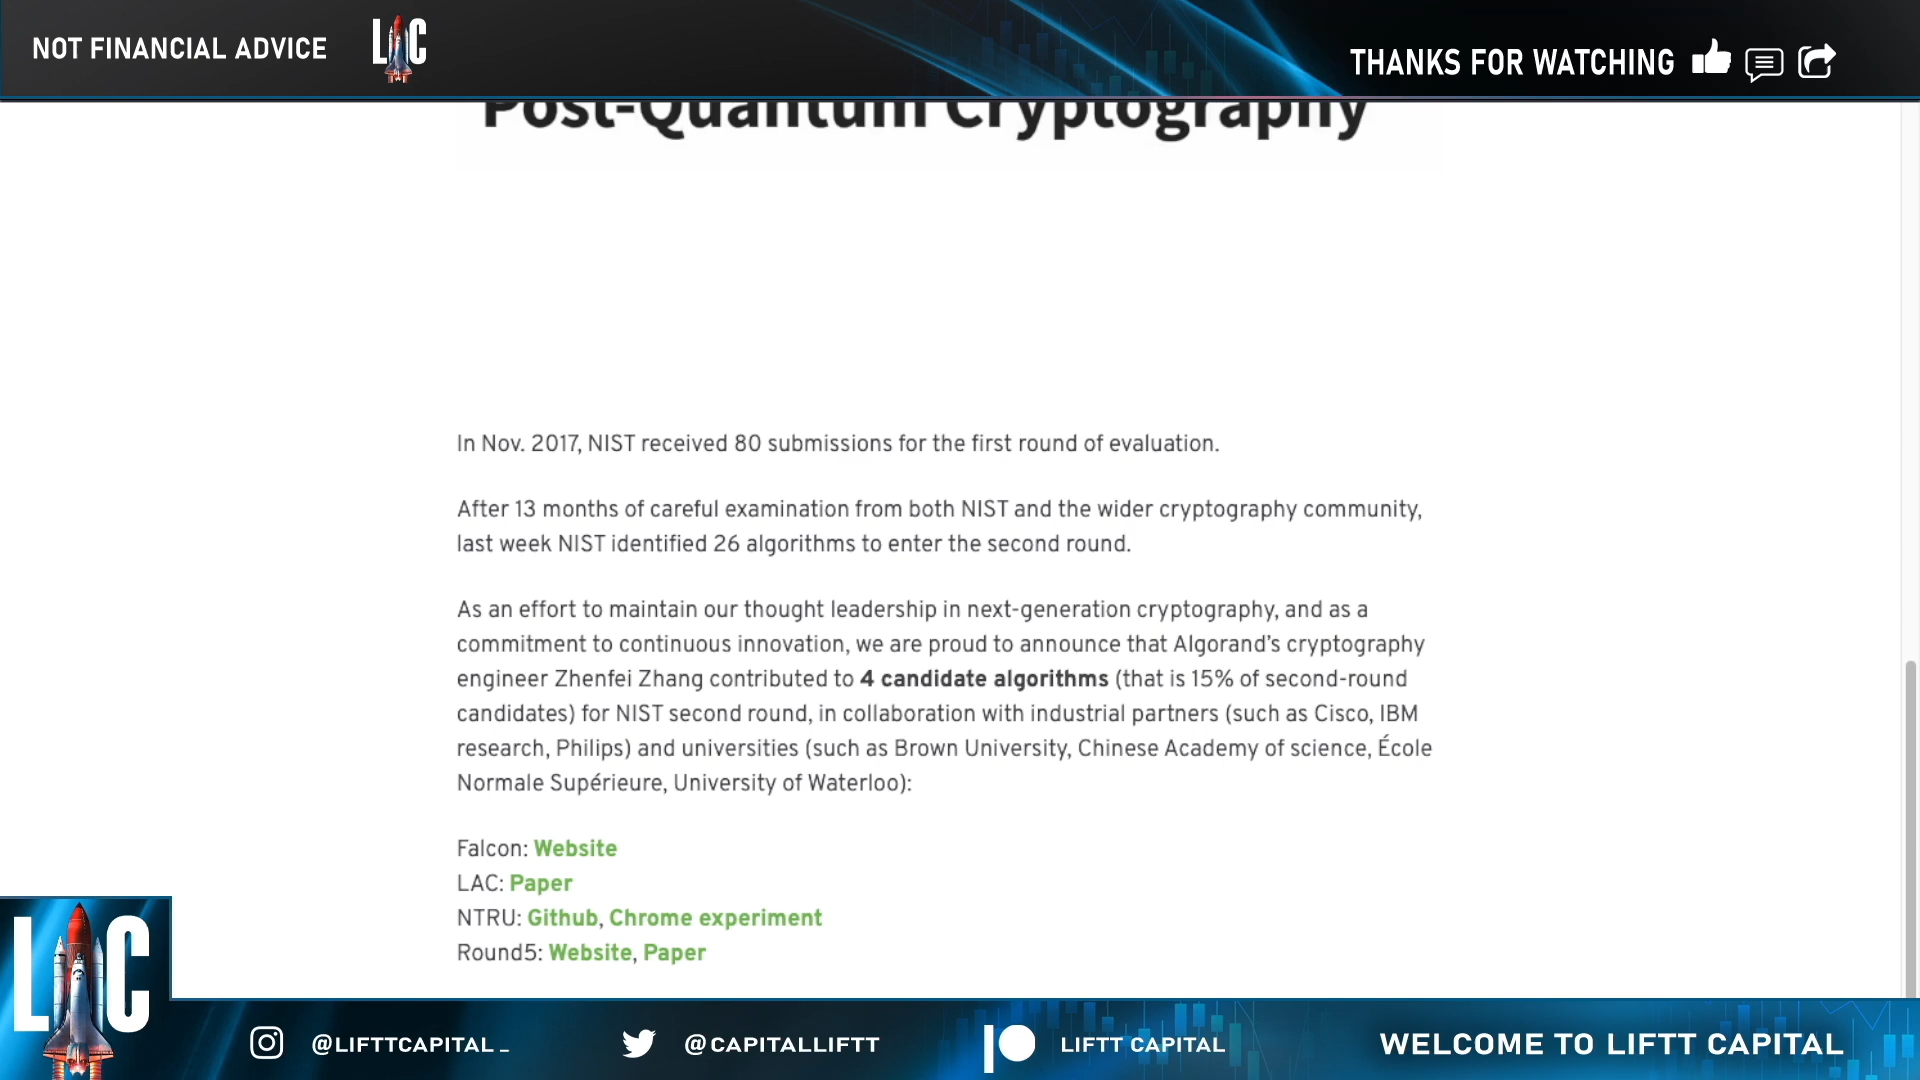 NOT FINANCIAL ADVICE
LAC
THANKS FOR WATCHING
Post-Quantum Cryptography
In Nov. 2017, NIST received 80 submissions for the first round of evaluation.
After 13 months of careful examination from both NIST and the wider cryptography community,
last week NIST identified 26 algorithms to enter the second round.
As an effort to maintain our thought leadership in next-generation cryptography, and as a
commitment to continuous innovation, we are proud to announce that Algorand’s cryptography
engineer Zhenfei Zhang contributed to 4 candidate algorithms (that is 15% of second-round
candidates) for NIST second round, in collaboration with industrial partners (such as Cisco, IBM
research, Philips) and universities (such as Brown University, Chinese Academy of science, École
Normale Supérieure, University of Waterloo):
Falcon: Website
LAC: Paper
NTRU: Github, Chrome experiment
Round5: Website, Paper
LAC
@LIFTTCAPITAL_
@CAPITALLIFTT
LIFTT CAPITAL
WELCOME TO LIFTT CAPITAL